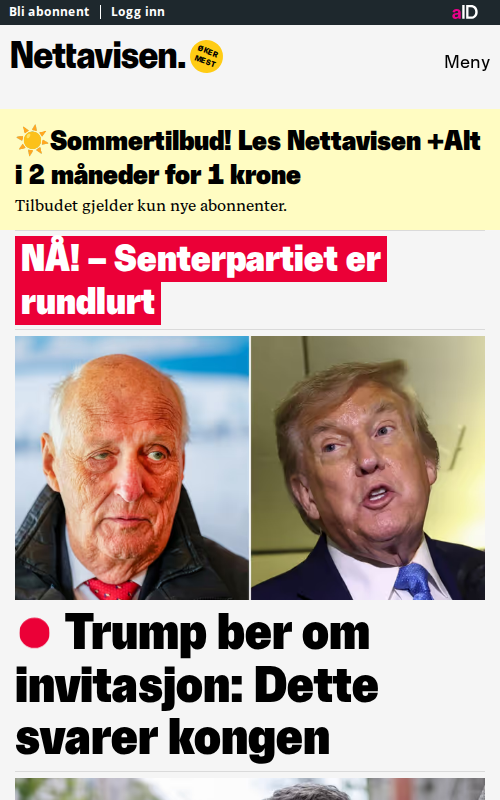 Bli abonnent | Logg inn
aID
Nettavisen.
ØKER
MEST
Meny
☀️Sommertilbud! Les Nettavisen +Alt
i 2 måneder for 1 krone
Tilbudet gjelder kun nye abonnenter.
NÅ! – Senterpartiet er
rundlurt
Trump ber om
invitasjon: Dette
svarer kongen